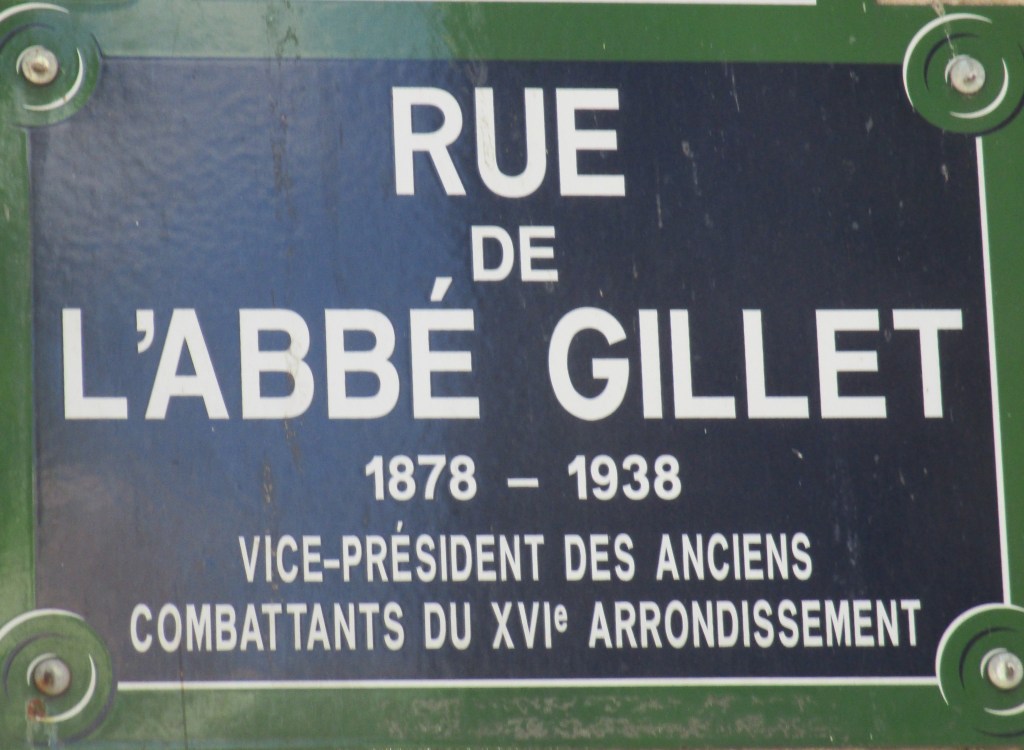 RUE
DE
L'ABBÉ GILLET
1878 – 1938
VICE-PRÉSIDENT DES ANCIENS
COMBATTANTS DU XVIe ARRONDISSEMENT